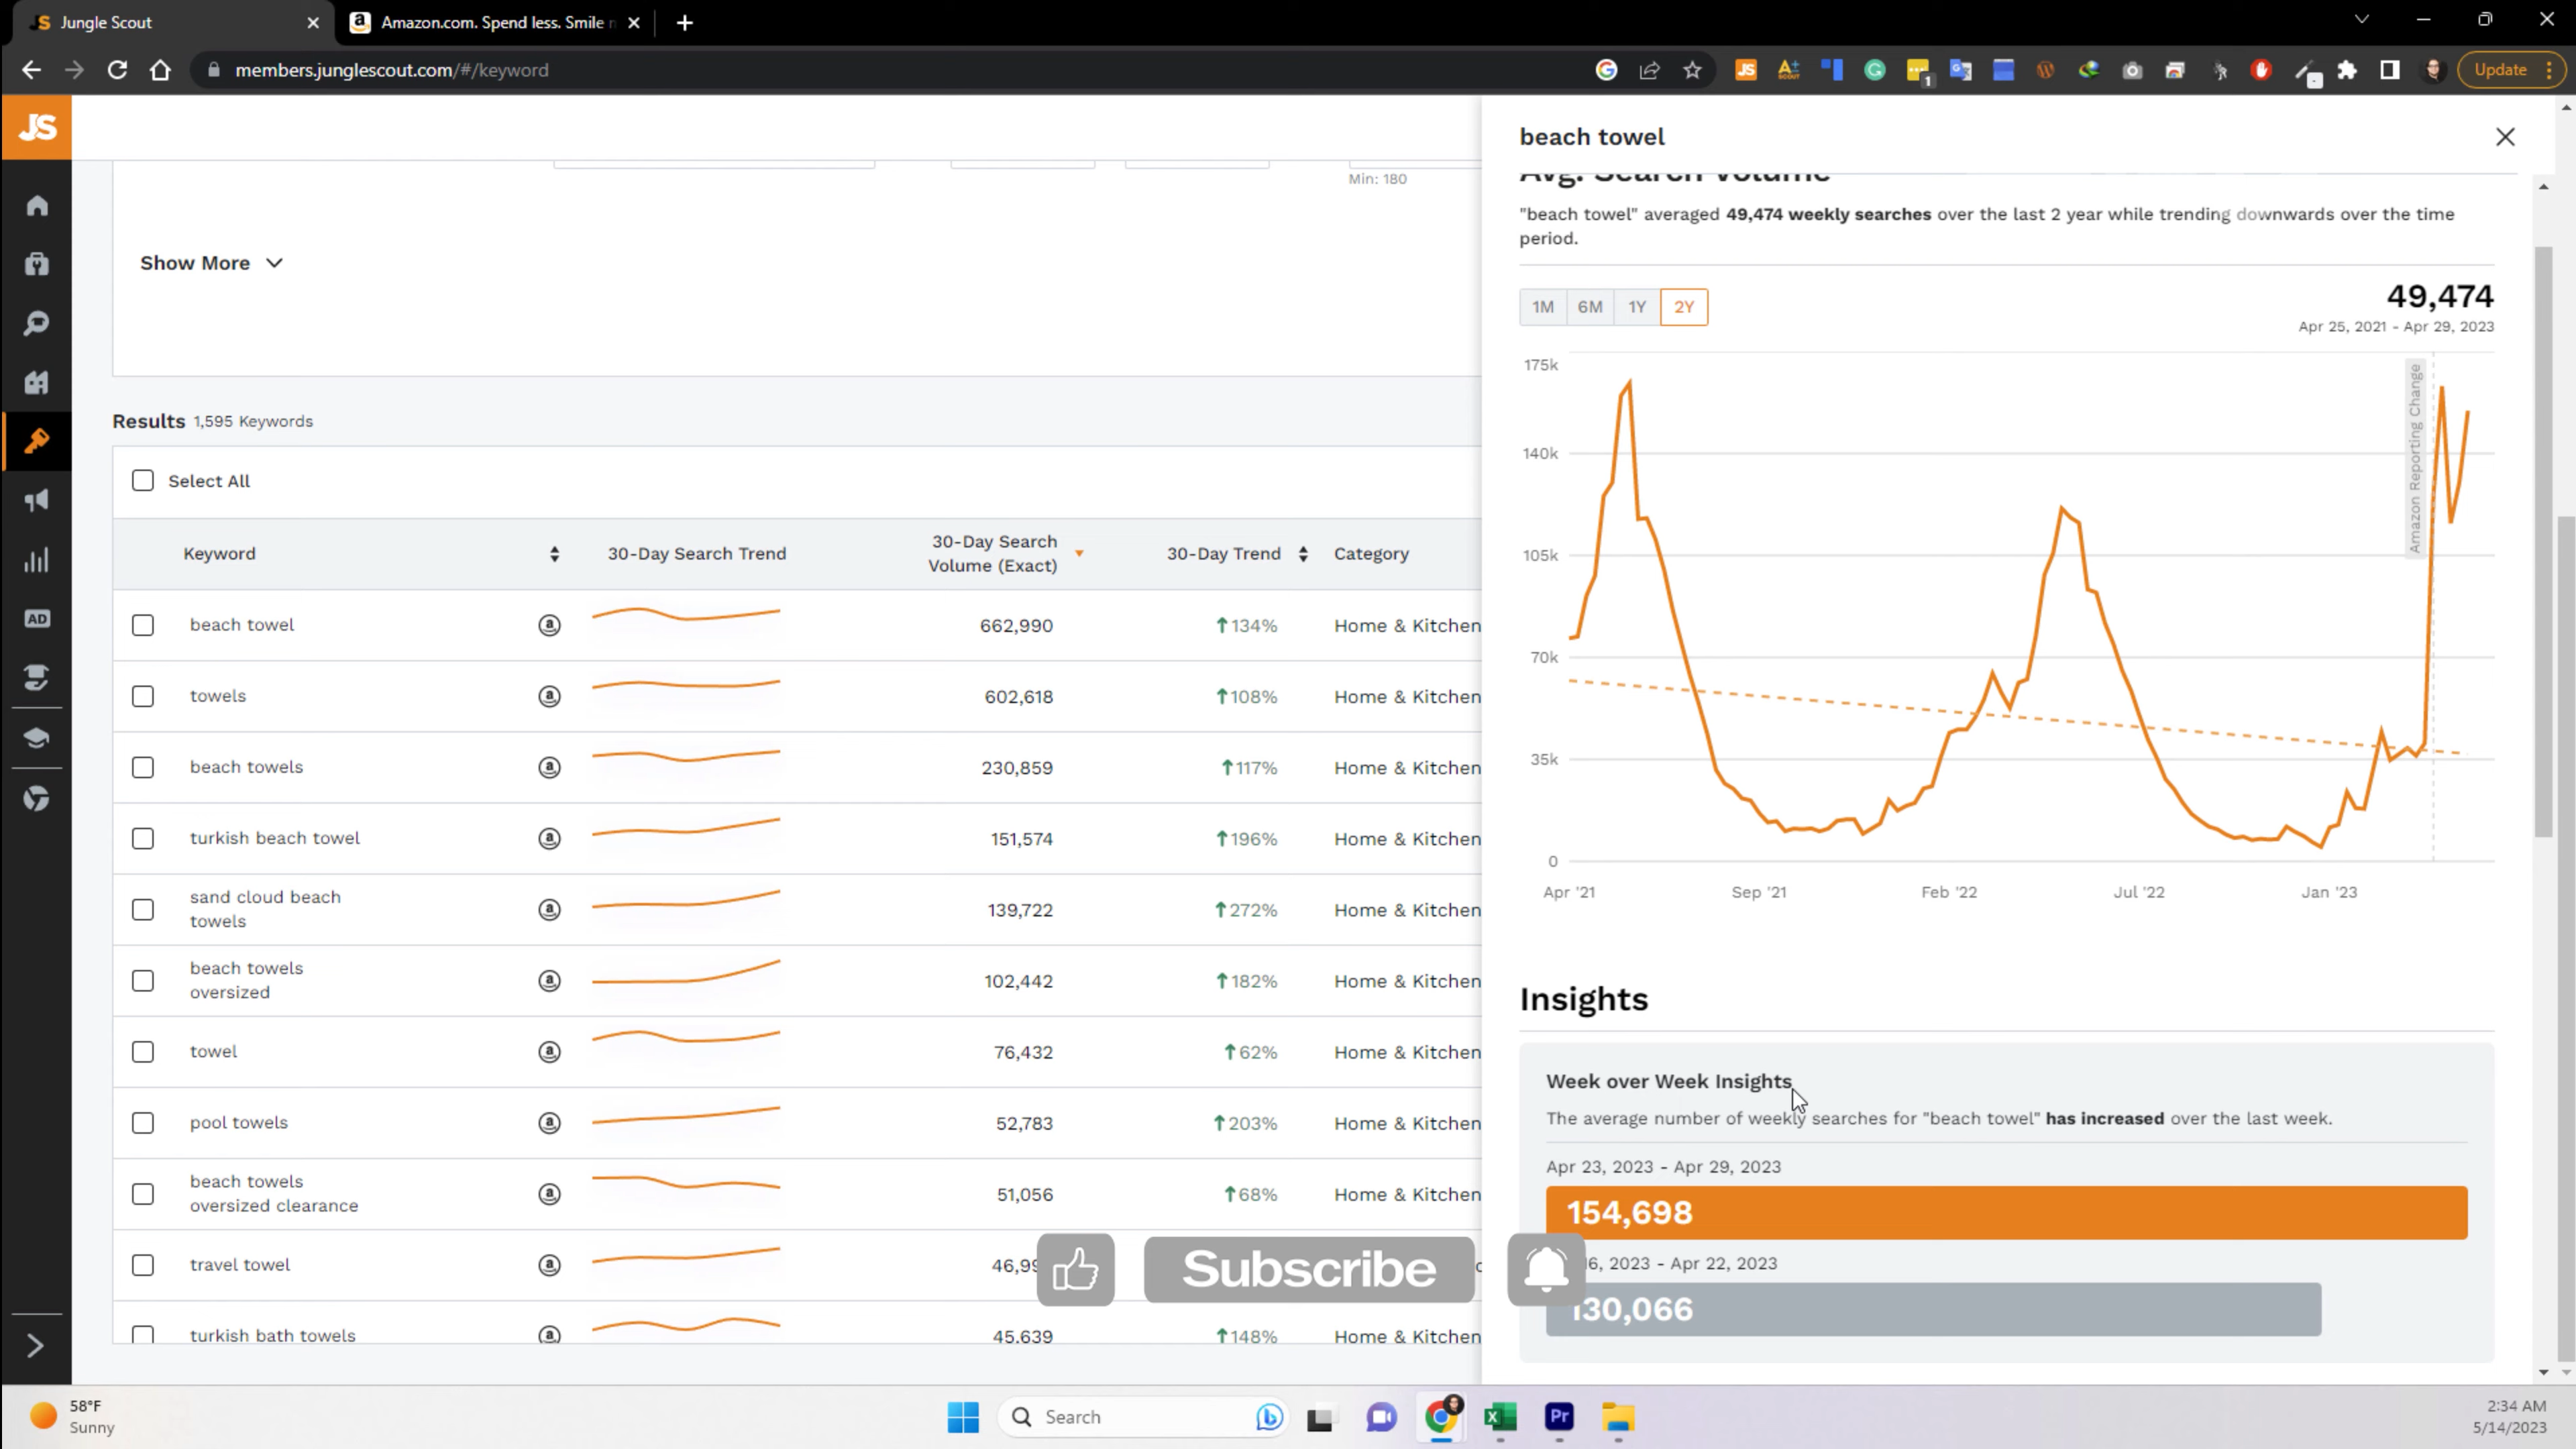 Jungle Scout
Amazon.com. Spend less. Smile
members.junglescout.com/#/keyword
1
Update
JS
beach towel
Avg. Search Volume
"beach towel" averaged 49,474 weekly searches over the last 2 year while trending downwards over the time
period.
Min: 180
Show More
1M 6M 1Y 2Y
49,474
Apr 25, 2021 - Apr 29, 2023
175k
140k
105k
70k
35k
0
Amazon Reporting Change
Apr '21 Sep '21 Feb '22 Jul '22 Jan '23
Results 1,595 Keywords
Select All
Keyword 30-Day Search Trend 30-Day Search Volume (Exact) 30-Day Trend Category
beach towel 662,990 134% Home & Kitchen
towels 602,618 108% Home & Kitchen
beach towels 230,859 117% Home & Kitchen
turkish beach towel 151,574 196% Home & Kitchen
sand cloud beach
towels 139,722 272% Home & Kitchen
beach towels
oversized 102,442 182% Home & Kitchen
towel 76,432 62% Home & Kitchen
pool towels 52,783 203% Home & Kitchen
beach towels
oversized clearance 51,056 68% Home & Kitchen
travel towel 46,99
turkish bath towels 45,639 148% Home & Kitchen
AD
Insights
Week over Week Insights
The average number of weekly searches for "beach towel" has increased over the last week.
Apr 23, 2023 - Apr 29, 2023
154,698
16, 2023 - Apr 22, 2023
130,066
Subscribe
58°F
Sunny
Search
Pr
2:34 AM
5/14/2023